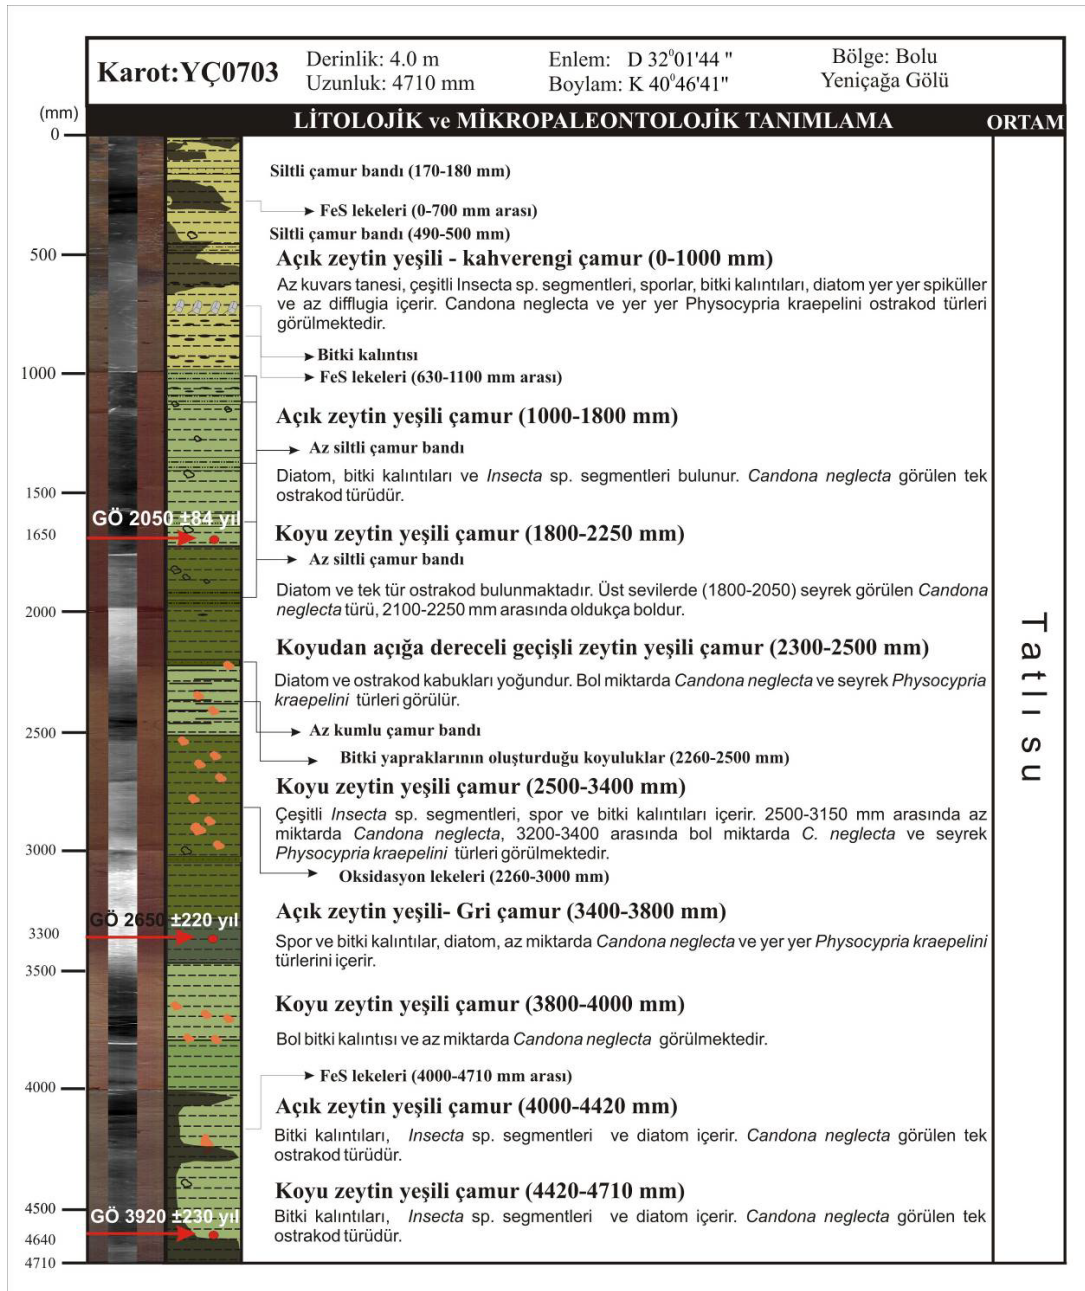 Karot:YÇ0703
Derinlik: 4.0 m
Uzunluk: 4710 mm
Enlem: D 32⁰01'44 "
Boylam: K 40⁰46'41"
Bölge: Bolu
Yeniçağa Gölü
(mm)
LİTOLOJİK ve MİKROPALEONTOLOJİK TANIMLAMA
ORTAM
0
Siltli çamur bandı (170-180 mm)
FeS lekeleri (0-700 mm arası)
Siltli çamur bandı (490-500 mm)
500
Açık zeytin yeşili - kahverengi çamur (0-1000 mm)
Az kuvars tanesi, çeşitli Insecta sp. segmentleri, sporlar, bitki kalıntıları, diatom yer yer spiküller
ve az difflugia içerir. Candona neglecta ve yer yer Physocypria kraepelini ostrakod türleri
görülmektedir.
Bitki kalıntısı
1000
FeS lekeleri (630-1100 mm arası)
Açık zeytin yeşili çamur (1000-1800 mm)
Az siltli çamur bandı
Diatom, bitki kalıntıları ve Insecta sp. segmentleri bulunur. Candona neglecta görülen tek
ostrakod türüdür.
1500
GÖ 2050 ±84 yıl
1650
Koyu zeytin yeşili çamur (1800-2250 mm)
Az siltli çamur bandı
Diatom ve tek tür ostrakod bulunmaktadır. Üst sevilerde (1800-2050) seyrek görülen Candona
neglecta türü, 2100-2250 mm arasında oldukça boldur.
2000
Koyudan açığa dereceli geçişli zeytin yeşili çamur (2300-2500 mm)
Diatom ve ostrakod kabukları yoğundur. Bol miktarda Candona neglecta ve seyrek Physocypria
kraepelini türleri görülür.
2500
Az kumlu çamur bandı
Bitki yapraklarının oluşturduğu koyuluklar (2260-2500 mm)
Koyu zeytin yeşili çamur (2500-3400 mm)
Çeşitli Insecta sp. segmentleri, spor ve bitki kalıntıları içerir. 2500-3150 mm arasında az
miktarda Candona neglecta, 3200-3400 arasında bol miktarda C. neglecta ve seyrek
Physocypria kraepelini türleri görülmektedir.
3000
Oksidasyon lekeleri (2260-3000 mm)
GÖ 2650 ±220 yıl
3300
Açık zeytin yeşili- Gri çamur (3400-3800 mm)
Spor ve bitki kalıntılar, diatom, az miktarda Candona neglecta ve yer yer Physocypria kraepelini
türlerini içerir.
3500
Koyu zeytin yeşili çamur (3800-4000 mm)
Bol bitki kalıntısı ve az miktarda Candona neglecta görülmektedir.
4000
FeS lekeleri (4000-4710 mm arası)
Açık zeytin yeşili çamur (4000-4420 mm)
Bitki kalıntıları, Insecta sp. segmentleri ve diatom içerir. Candona neglecta görülen tek
ostrakod türüdür.
Koyu zeytin yeşili çamur (4420-4710 mm)
4500
GÖ 3920 ±230 yıl
Bitki kalıntıları, Insecta sp. segmentleri ve diatom içerir. Candona neglecta görülen tek
ostrakod türüdür.
4640
4710
Tatlı su